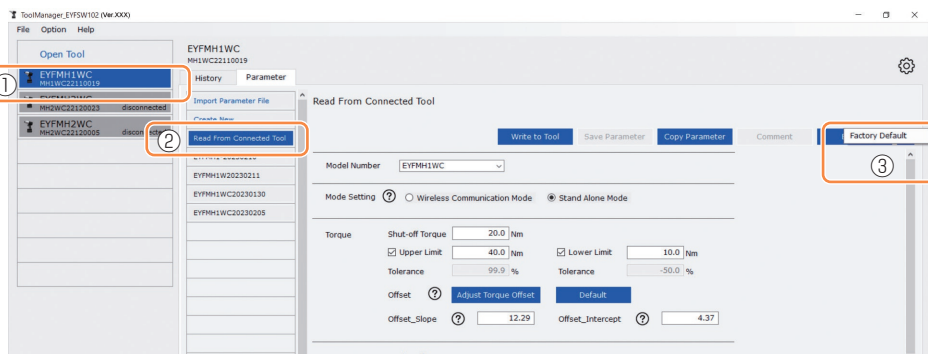 ToolManager_EYFSW102 (Ver.XXX)
File Option Help
Open Tool
① EYFMH1WC
MH1WC22110019
MH2WC22120023 disconnected
EYFMH2WC
MH2WC22120005
EYFMH1WC
MH1WC22110019
History Parameter
Import Parameter File
Create New
② Read From Connected Tool
EYFMH1W20230211
EYFMH1WC20230130
EYFMH1WC20230205
Read From Connected Tool
Write to Tool Save Parameter Copy Parameter Comment
Factory Default
③
Model Number EYFMH1WC
Mode Setting ? Wireless Communication Mode Stand Alone Mode
Torque Shut-off Torque 20.0 Nm
Upper Limit 40.0 Nm Lower Limit 10.0 Nm
Tolerance 99.9 % Tolerance -50.0 %
Offset ? Adjust Torque Offset Default
Offset_Slope ? 12.29 Offset_Intercept ? 4.37